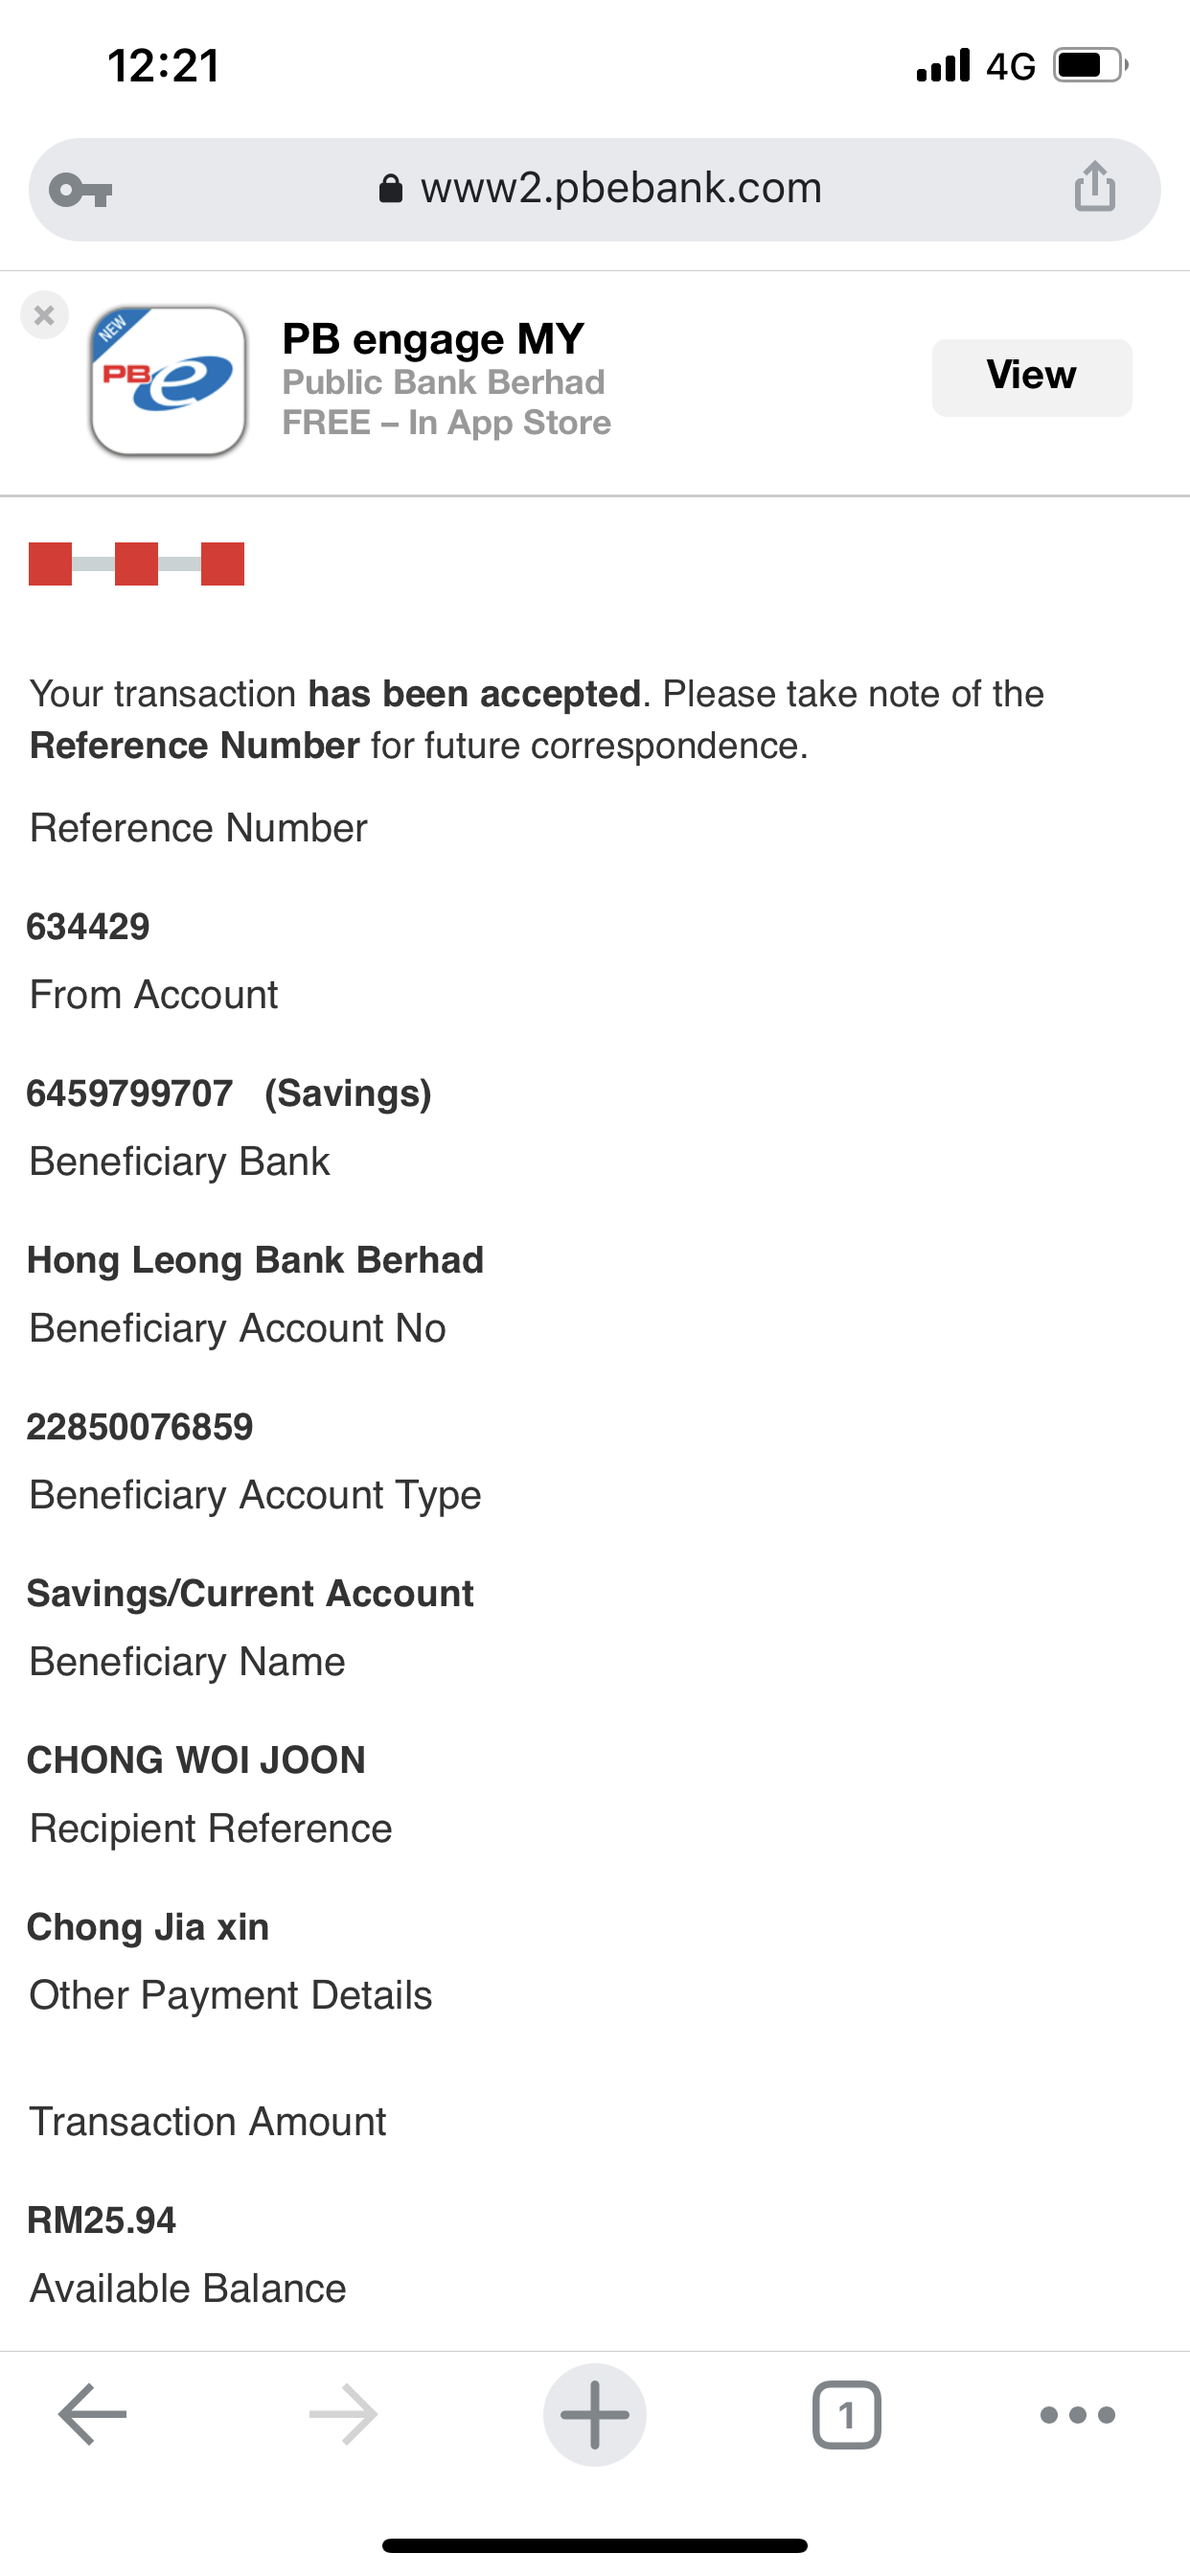 12:21
4G
www2.pbebank.com
NEW
PBe
PB engage MY
Public Bank Berhad
FREE – In App Store
View
Your transaction has been accepted. Please take note of the
Reference Number for future correspondence.
Reference Number
634429
From Account
6459799707 (Savings)
Beneficiary Bank
Hong Leong Bank Berhad
Beneficiary Account No
22850076859
Beneficiary Account Type
Savings/Current Account
Beneficiary Name
CHONG WOI JOON
Recipient Reference
Chong Jia xin
Other Payment Details
Transaction Amount
RM25.94
Available Balance
1